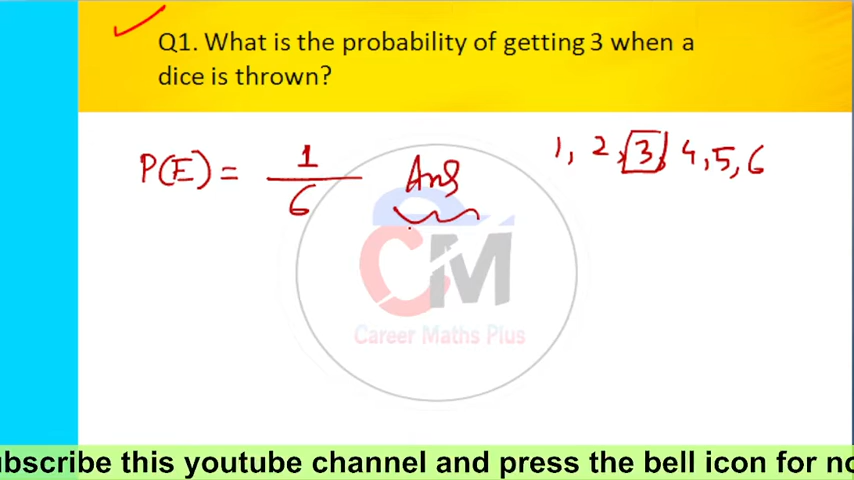 Q1. What is the probability of getting 3 when a
dice is thrown?
P(E) = 1/6 Ans
1, 2, 3, 4, 5, 6
CM
Career Maths Plus
ubscribe this youtube channel and press the bell icon for no